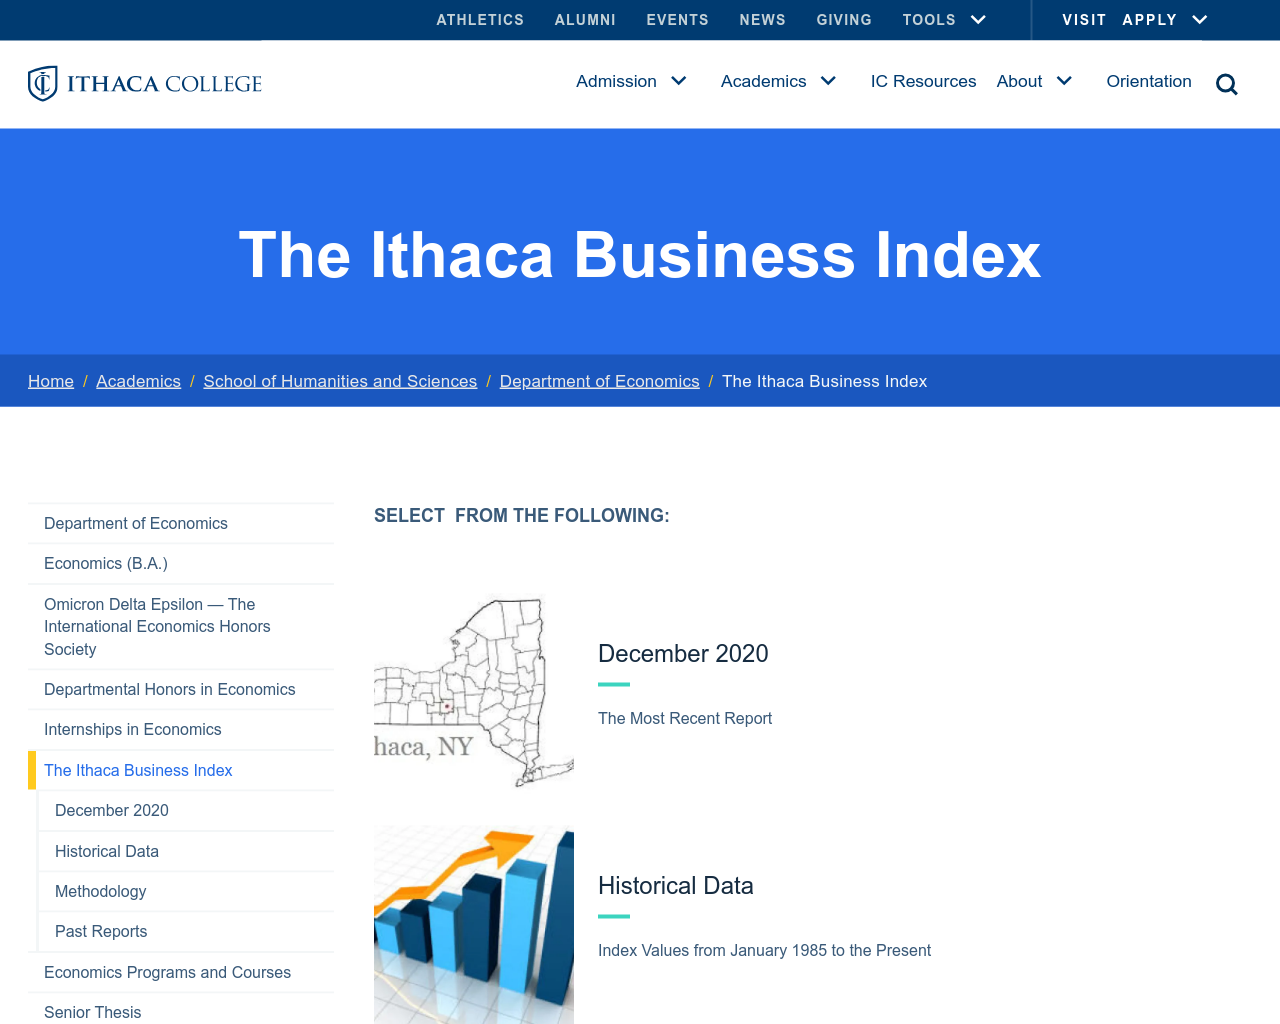 ATHLETICS ALUMNI EVENTS NEWS GIVING TOOLS VISIT APPLY
ITHACA COLLEGE Admission Academics IC Resources About Orientation
The Ithaca Business Index
Home / Academics / School of Humanities and Sciences / Department of Economics / The Ithaca Business Index
Department of Economics
Economics (B.A.)
Omicron Delta Epsilon — The
International Economics Honors
Society
Departmental Honors in Economics
Internships in Economics
The Ithaca Business Index
December 2020
Historical Data
Methodology
Past Reports
Economics Programs and Courses
Senior Thesis
SELECT FROM THE FOLLOWING:
haca, NY
December 2020
The Most Recent Report
Historical Data
Index Values from January 1985 to the Present